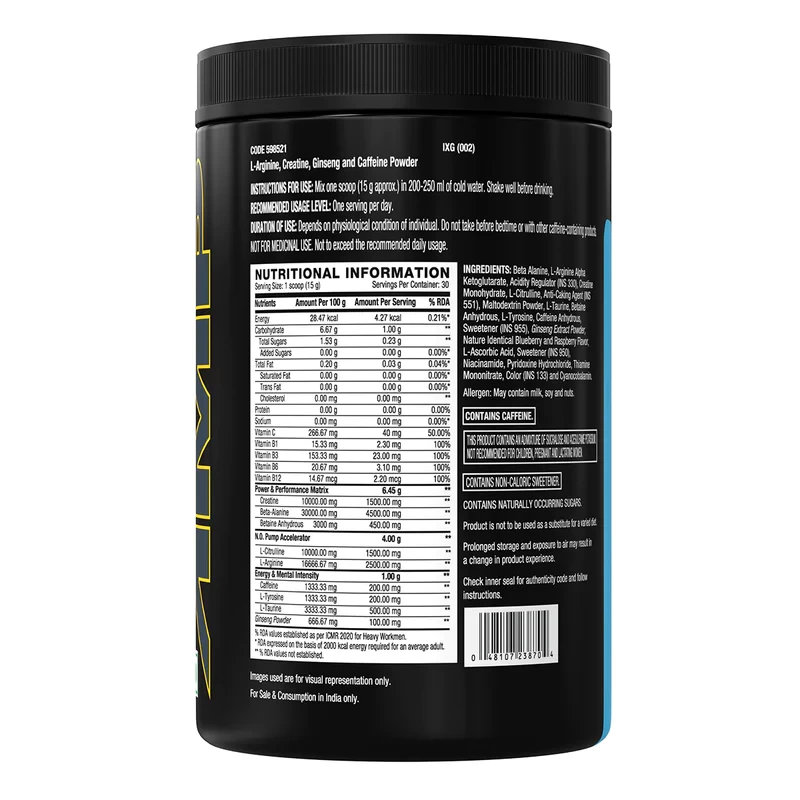 CODE 598521 IXG (002)
L-Arginine, Creatine, Ginseng and Caffeine Powder
INSTRUCTIONS FOR USE: Mix one scoop (15 g approx.) in 200-250 ml of cold water. Shake well before drinking.
RECOMMENDED USAGE LEVEL: One serving per day.
DURATION OF USE: Depends on physiological condition of individual. Do not take before bedtime or with other caffeine-containing products.
NOT FOR MEDICINAL USE. Not to exceed the recommended daily usage.
NUTRITIONAL INFORMATION
Serving Size: 1 scoop (15 g) Servings Per Container: 30
Nutrients Amount Per 100 g Amount Per Serving % RDA
Energy 28.47 kcal 4.27 kcal 0.21%*
Carbohydrate 6.67 g 1.00 g **
Total Sugars 1.53 g 0.23 g **
Added Sugars 0.00 g 0.00 g 0.00%*
Total Fat 0.20 g 0.03 g 0.04%*
Saturated Fat 0.00 g 0.00 g 0.00%*
Trans Fat 0.00 g 0.00 g 0.00%*
Cholesterol 0.00 mg 0.00 mg **
Protein 0.00 g 0.00 g 0.00%
Sodium 0.00 mg 0.00 mg 0.00%*
Vitamin C 266.67 mg 40 mg 50.00%
Vitamin B1 15.33 mg 2.30 mg 100%
Vitamin B3 153.33 mg 23.00 mg 100%
Vitamin B6 20.67 mg 3.10 mg 100%
Vitamin B12 14.67 mcg 2.20 mcg 100%
Power & Performance Matrix 6.45 g **
Creatine 10000.00 mg 1500.00 mg **
Beta-Alanine 30000.00 mg 4500.00 mg **
Betaine Anhydrous 3000 mg 450.00 mg **
N.O. Pump Accelerator 4.00 g **
L-Citrulline 10000.00 mg 1500.00 mg **
L-Arginine 16666.67 mg 2500.00 mg **
Energy & Mental Intensity 1.00 g **
Caffeine 1333.33 mg 200.00 mg **
L-Tyrosine 1333.33 mg 200.00 mg **
L-Taurine 3333.33 mg 500.00 mg **
Ginseng Powder 666.67 mg 100.00 mg **
% RDA values established as per ICMR 2020 for Heavy Workmen.
* RDA expressed on the basis of 2000 kcal energy required for an average adult.
** % RDA values not established.
Images used are for visual representation only.
For Sale & Consumption in India only.
INGREDIENTS: Beta Alanine, L-Arginine Alpha
Ketoglutarate, Acidity Regulator (INS 330), Creatine
Monohydrate, L-Citrulline, Anti-Caking Agent (INS
551), Maltodextrin Powder, L-Taurine, Betaine
Anhydrous, L-Tyrosine, Caffeine Anhydrous,
Sweetener (INS 955), Ginseng Extract Powder,
Nature Identical Blueberry and Raspberry Flavor,
L-Ascorbic Acid, Sweetener (INS 950),
Niacinamide, Pyridoxine Hydrochloride, Thiamine
Mononitrate, Color (INS 133) and Cyanocobalamin.
Allergen: May contain milk, soy and nuts.
CONTAINS CAFFEINE.
THIS PRODUCT CONTAINS AN ADMIXTURE OF SUCRALOSE AND ACESULFAME POTASSIUM
NOT RECOMMENDED FOR CHILDREN, PREGNANT AND LACTATING WOMEN.
CONTAINS NON-CALORIC SWEETENER.
CONTAINS NATURALLY OCCURRING SUGARS.
Product is not to be used as a substitute for a varied diet.
Prolonged storage and exposure to air may result in
a change in product experience.
Check inner seal for authenticity code and follow
instructions.
0 48107 23870 4